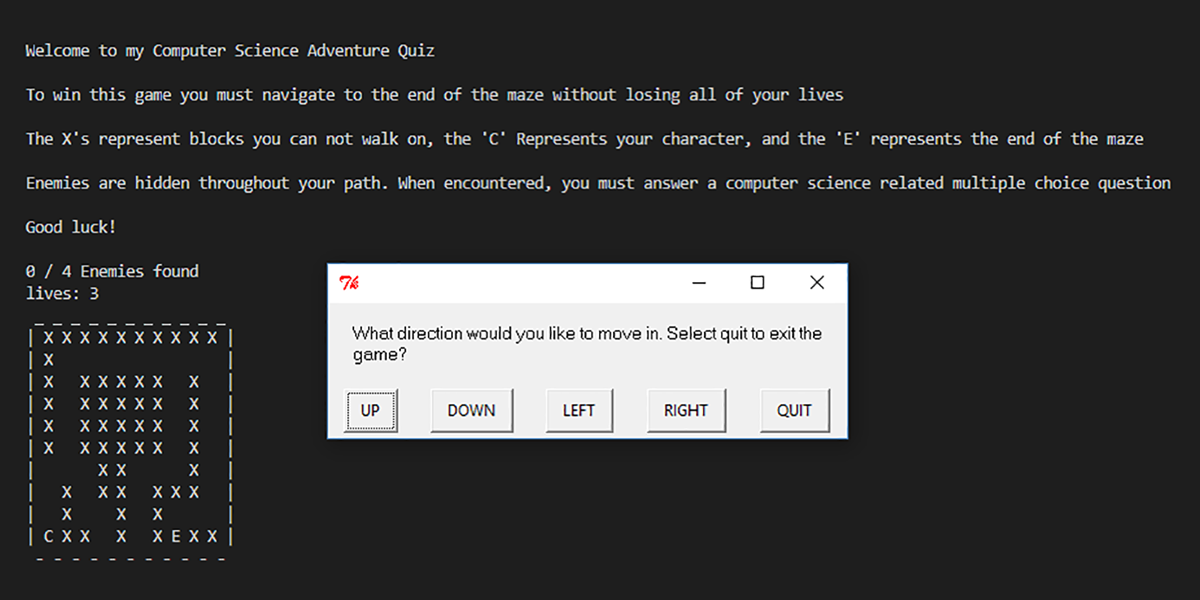 Welcome to my Computer Science Adventure Quiz
To win this game you must navigate to the end of the maze without losing all of your lives
The X's represent blocks you can not walk on, the 'C' Represents your character, and the 'E' represents the end of the maze
Enemies are hidden throughout your path. When encountered, you must answer a computer science related multiple choice question
Good luck!
0 / 4 Enemies found
lives: 3
_ _ _ _ _ _ _ _ _ _ _
| X X X X X X X X X X |
| X                   |
| X   X X X X X   X   |
| X   X X X X X   X   |
| X   X X X X X   X   |
| X   X X X X X   X   |
|       X X       X   |
|   X   X X   X X X   |
|   X     X   X       |
| C X X   X   X E X X |
- - - - - - - - - - -
What direction would you like to move in. Select quit to exit the
game?
UP DOWN LEFT RIGHT QUIT